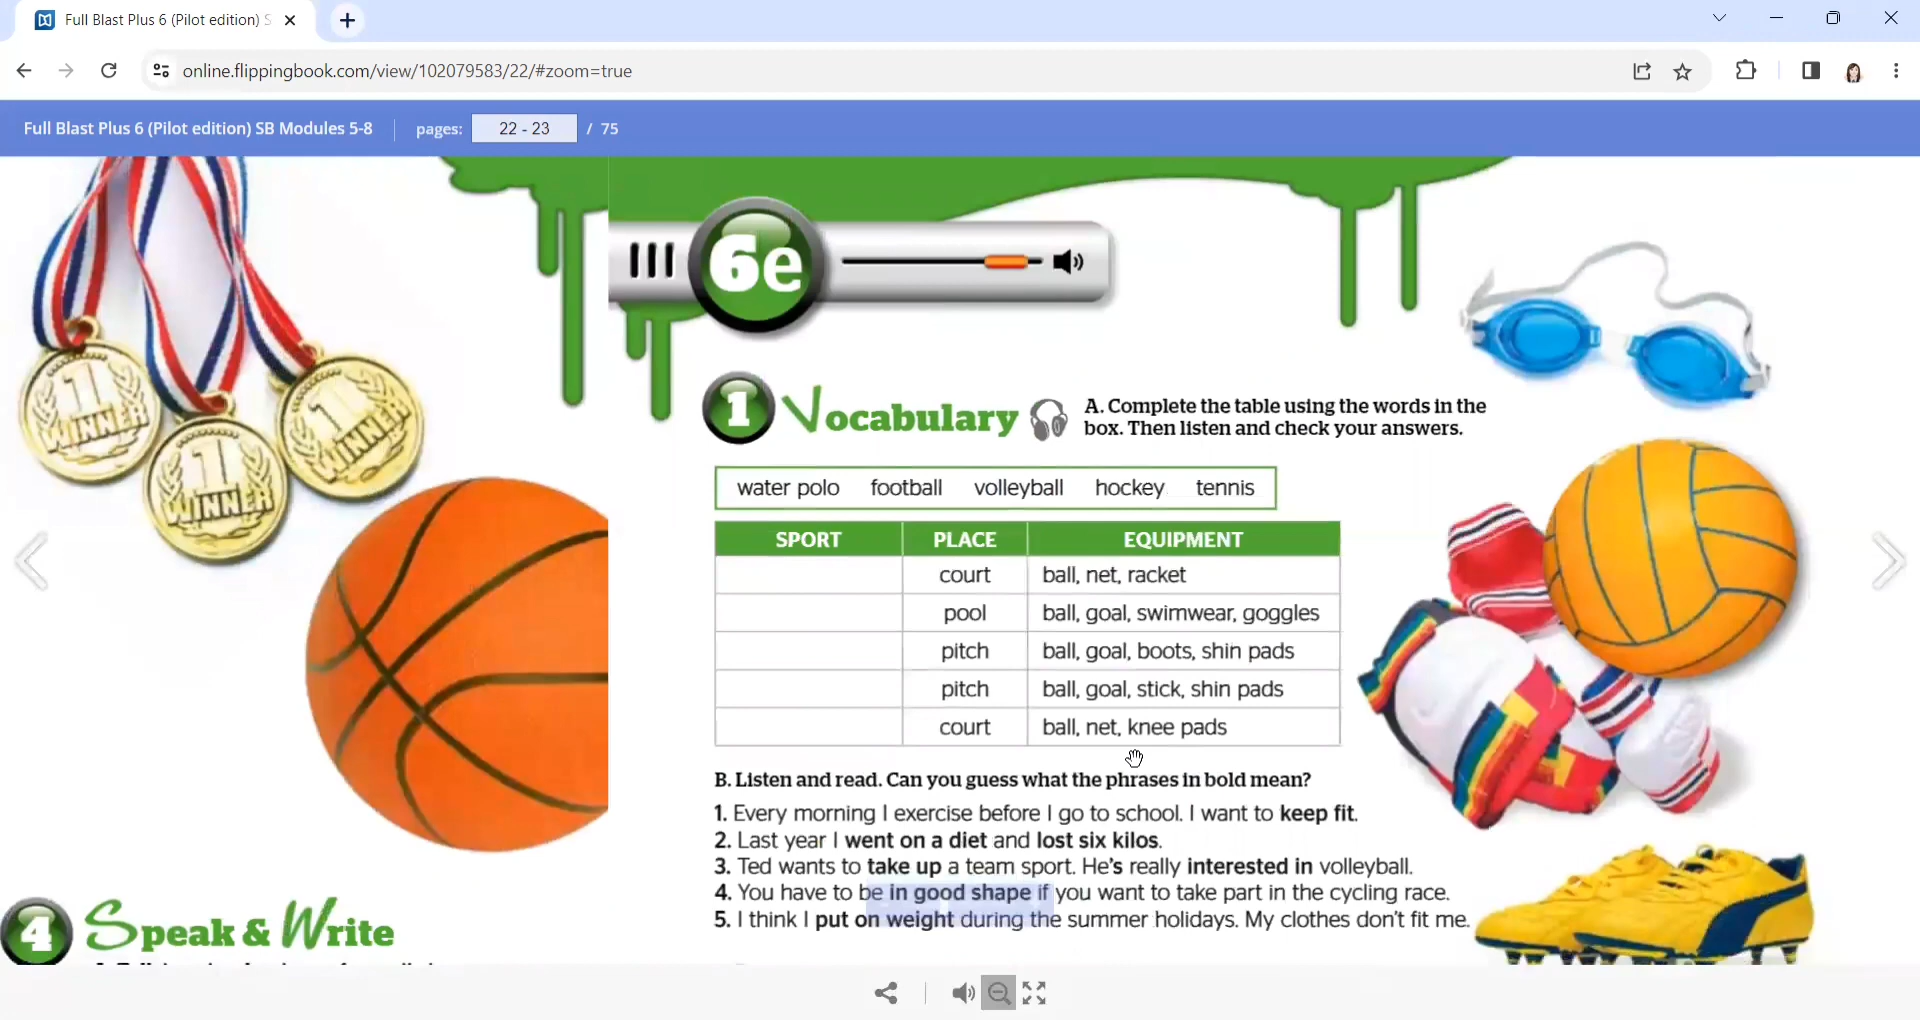 Full Blast Plus 6 (Pilot edition) S
online.flippingbook.com/view/102079583/22/#zoom=true
Full Blast Plus 6 (Pilot edition) SB Modules 5-8 pages: 22 - 23 / 75
6e
1 WINNER
1 WINNER
1 WINNER
1 Vocabulary
A. Complete the table using the words in the
box. Then listen and check your answers.
water polo football volleyball hockey tennis
SPORT PLACE EQUIPMENT
court ball, net, racket
pool ball, goal, swimwear, goggles
pitch ball, goal, boots, shin pads
pitch ball, goal, stick, shin pads
court ball, net, knee pads
B. Listen and read. Can you guess what the phrases in bold mean?
1. Every morning I exercise before I go to school. I want to keep fit.
2. Last year I went on a diet and lost six kilos.
3. Ted wants to take up a team sport. He's really interested in volleyball.
4. You have to be in good shape if you want to take part in the cycling race.
5. I think I put on weight during the summer holidays. My clothes don't fit me.
4 Speak & Write